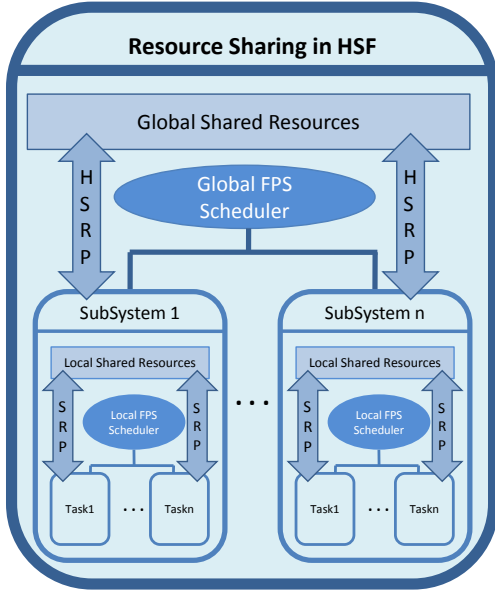 Resource Sharing in HSF
Global Shared Resources
H
S
R
P
Global FPS
Scheduler
H
S
R
P
SubSystem 1
Local Shared Resources
S
R
P
Local FPS
Scheduler
S
R
P
Task1
. . .
Taskn
. . .
SubSystem n
Local Shared Resources
S
R
P
Local FPS
Scheduler
S
R
P
Task1
. . .
Taskn